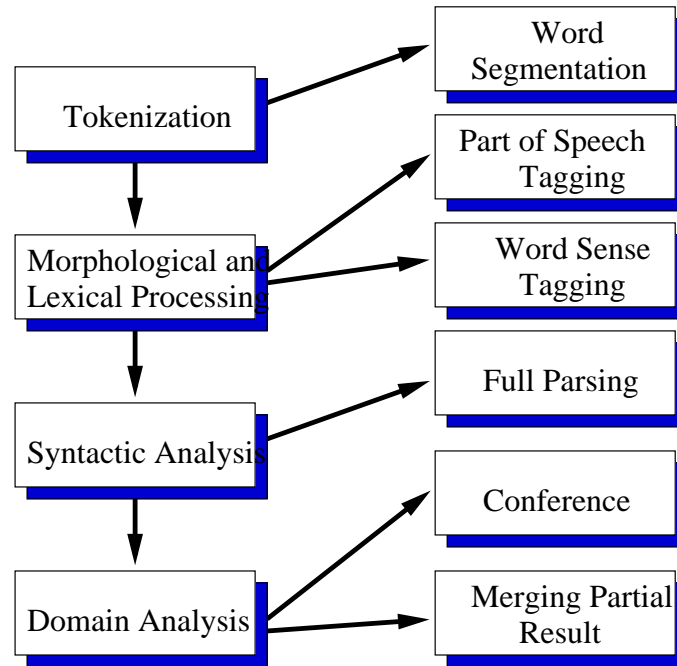 Tokenization
Word
Segmentation
Morphological and
Lexical Processing
Part of Speech
Tagging
Word Sense
Tagging
Syntactic Analysis
Full Parsing
Domain Analysis
Conference
Merging Partial
Result